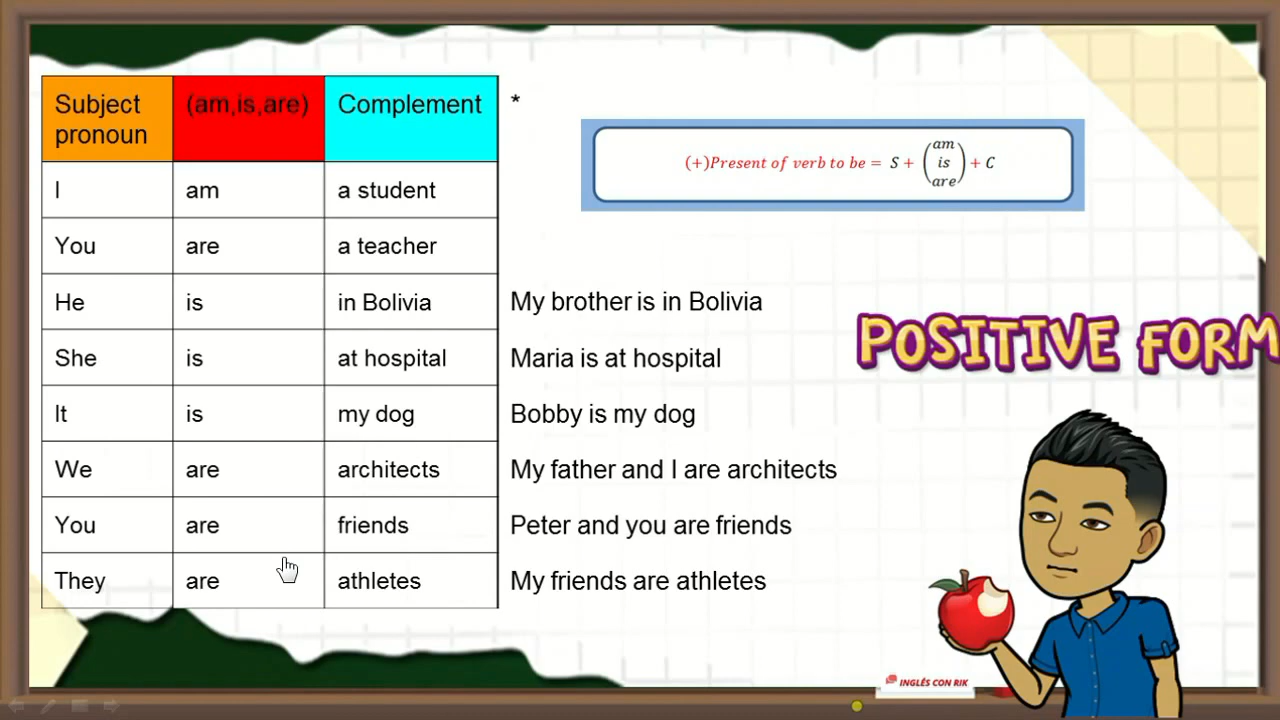 Subject pronoun (am,is,are) Complement *
(+)Present of verb to be = S + (am is are) + C
I am a student
You are a teacher
He is in Bolivia My brother is in Bolivia
She is at hospital Maria is at hospital
It is my dog Bobby is my dog
We are architects My father and I are architects
You are friends Peter and you are friends
They are athletes My friends are athletes
POSITIVE FORM
INGLÉS CON RIK